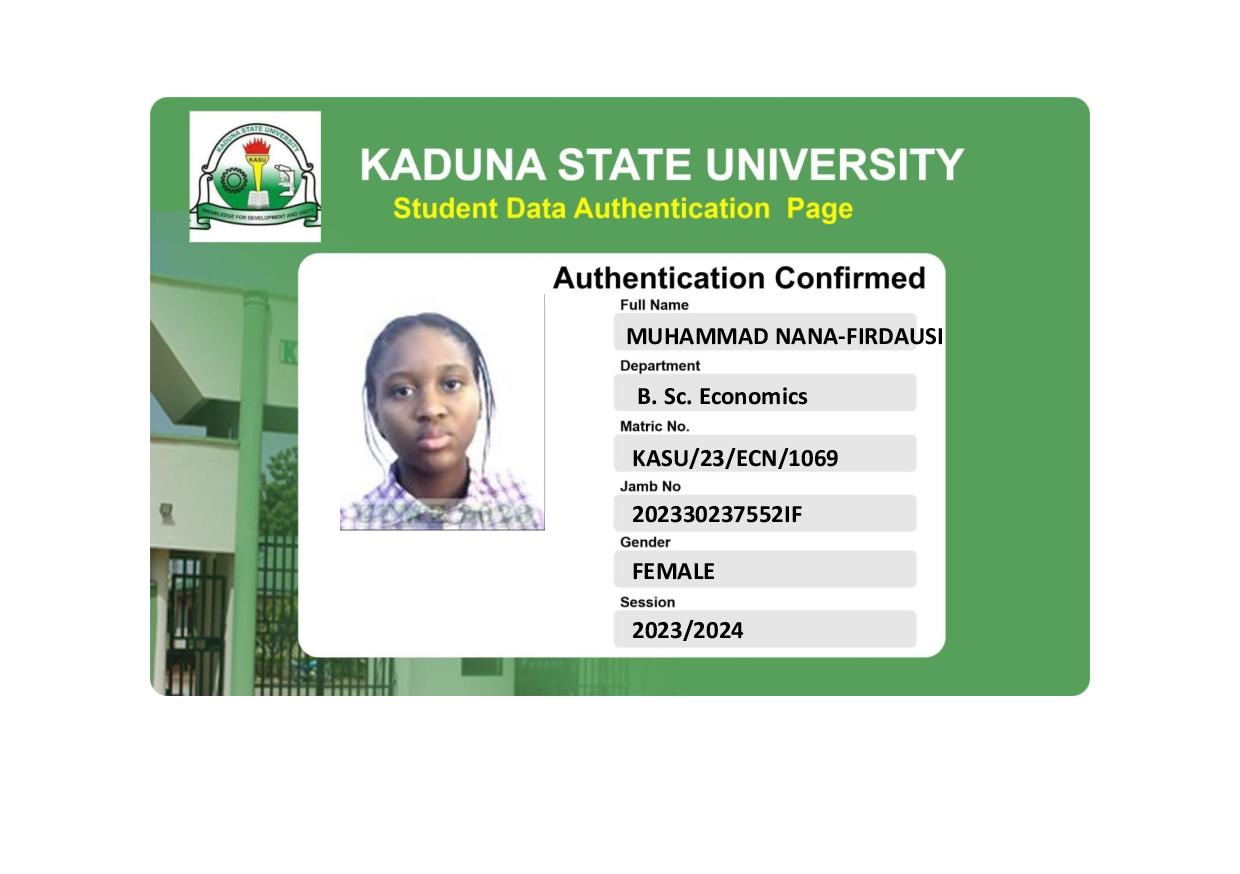 KADUNA STATE UNIVERSITY
KASU
KNOWLEDGE FOR DEVELOPMENT AND UNITY
KADUNA STATE UNIVERSITY
Student Data Authentication Page
Authentication Confirmed
Full Name
MUHAMMAD NANA-FIRDAUSI
Department
B. Sc. Economics
Matric No.
KASU/23/ECN/1069
Jamb No
202330237552IF
Gender
FEMALE
Session
2023/2024
K